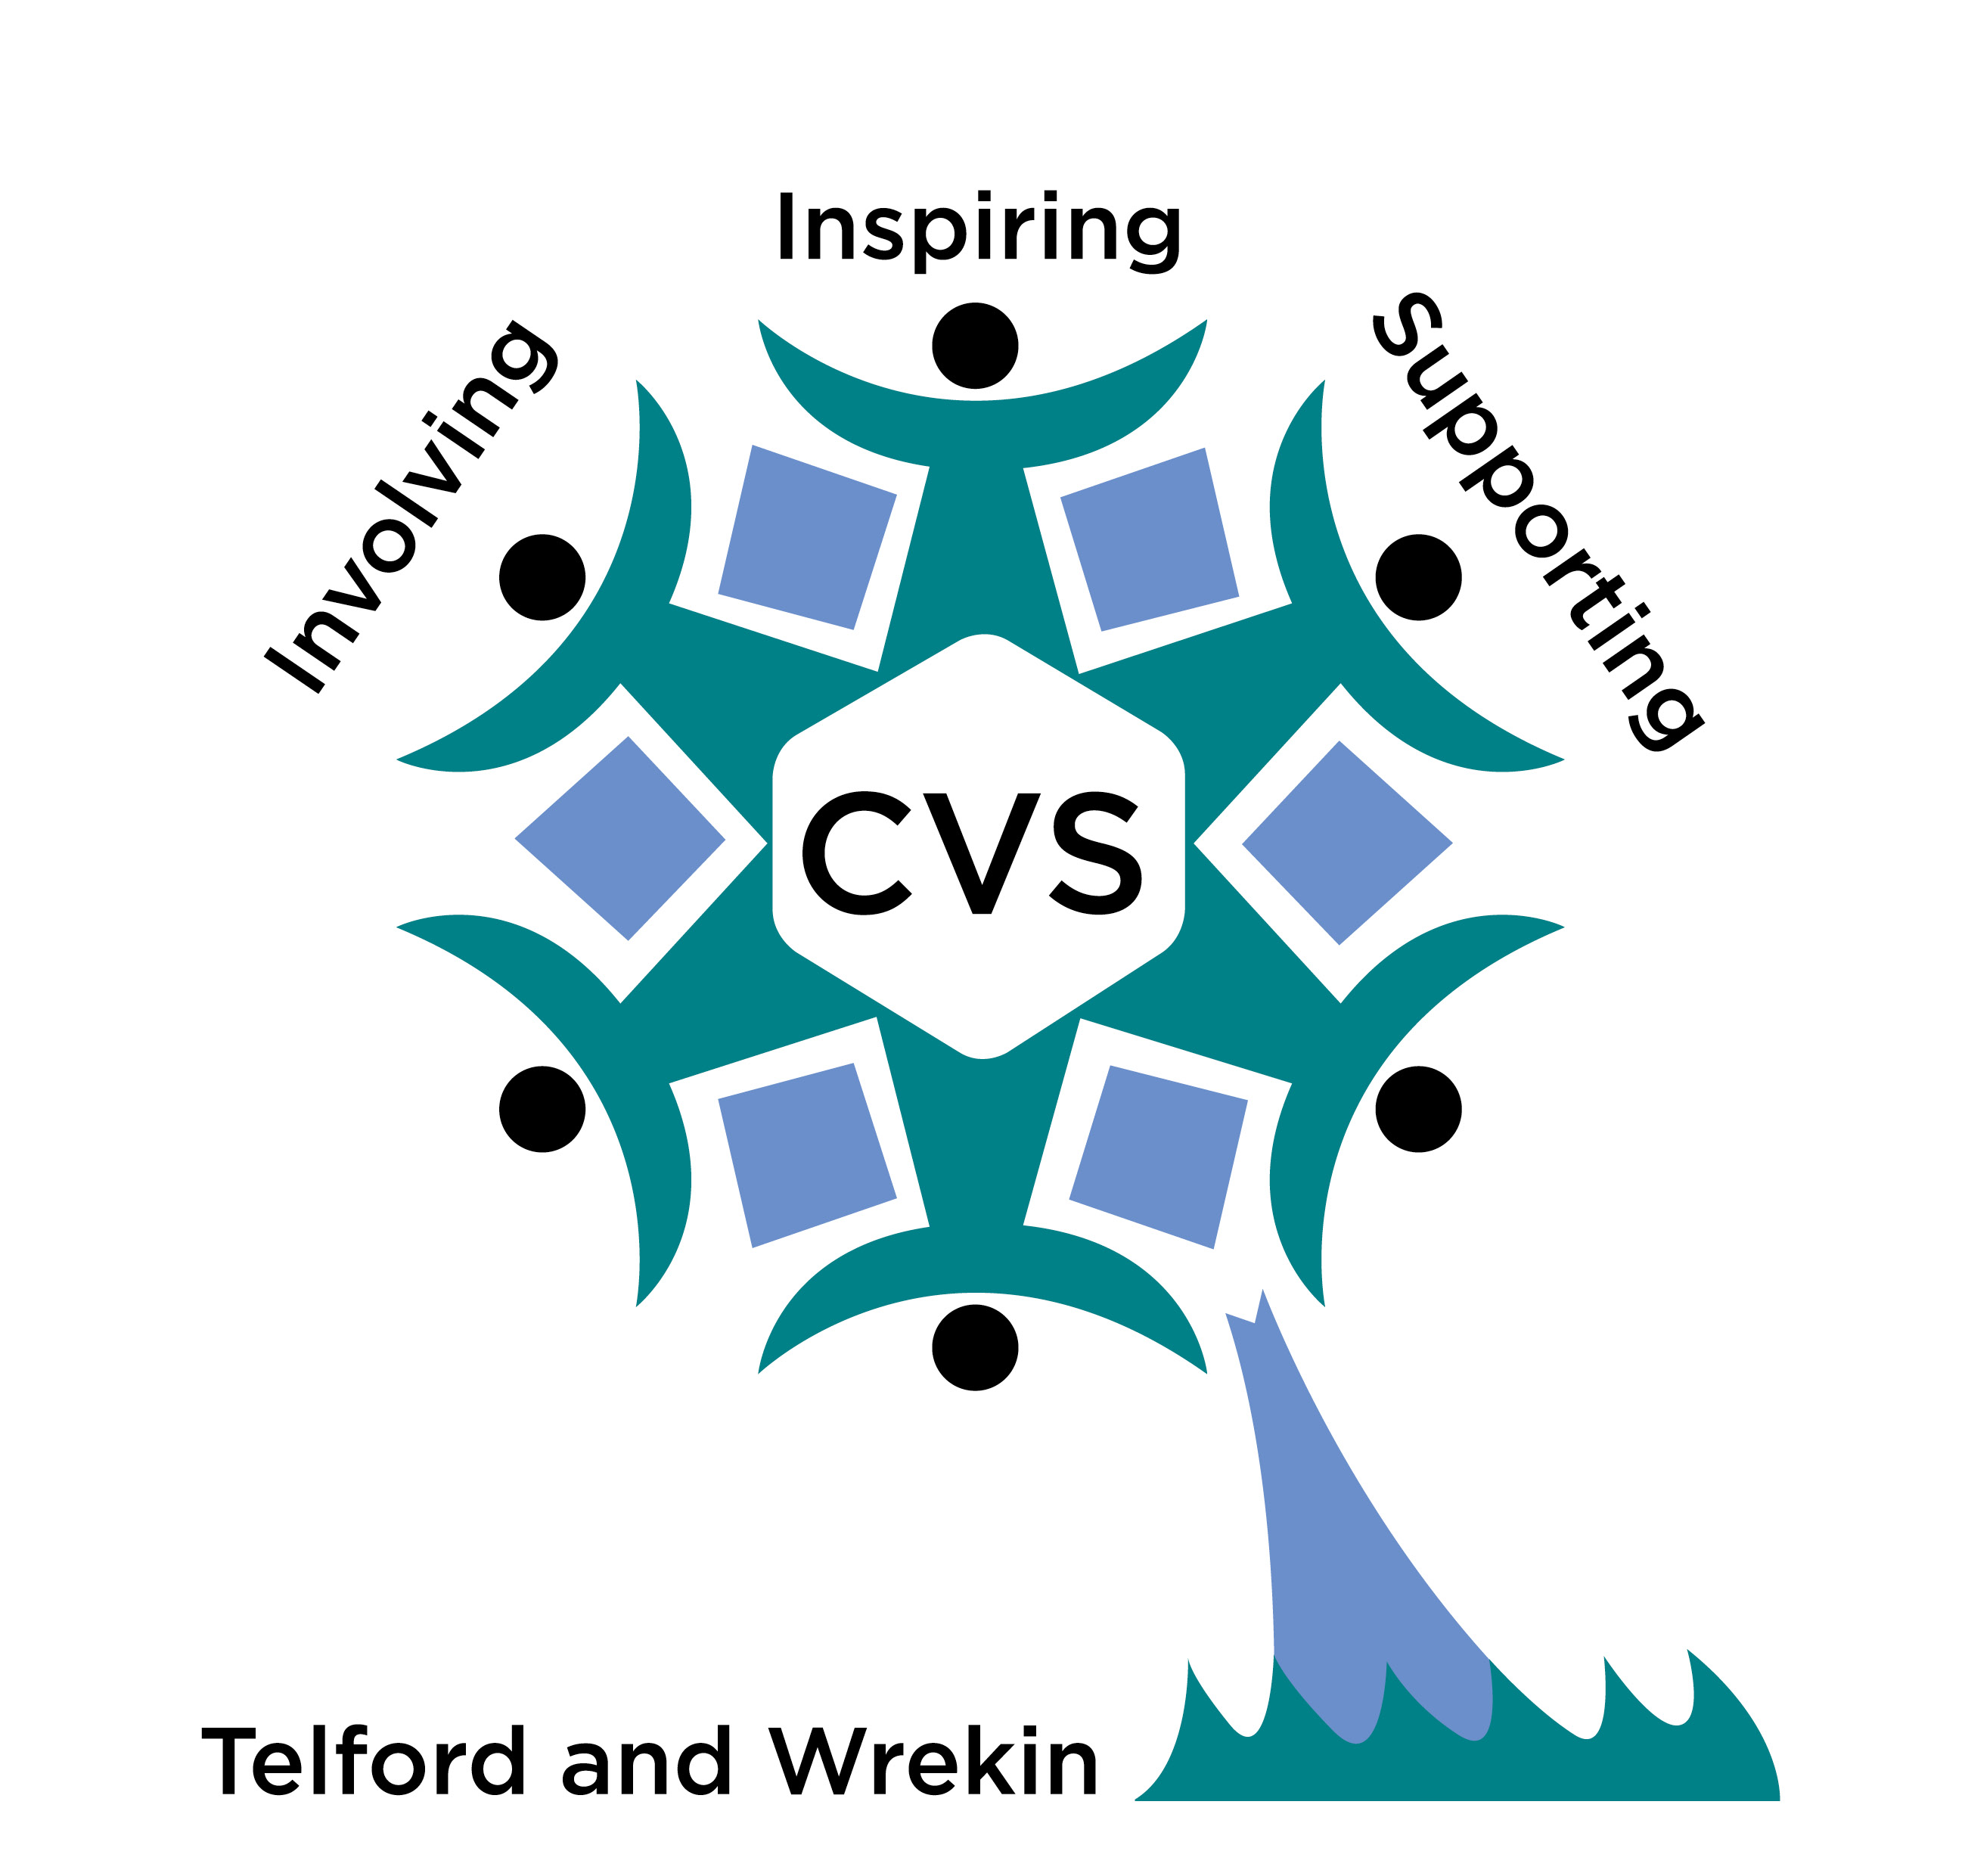 Involving
Inspiring
Supporting
CVS
Telford and Wrekin